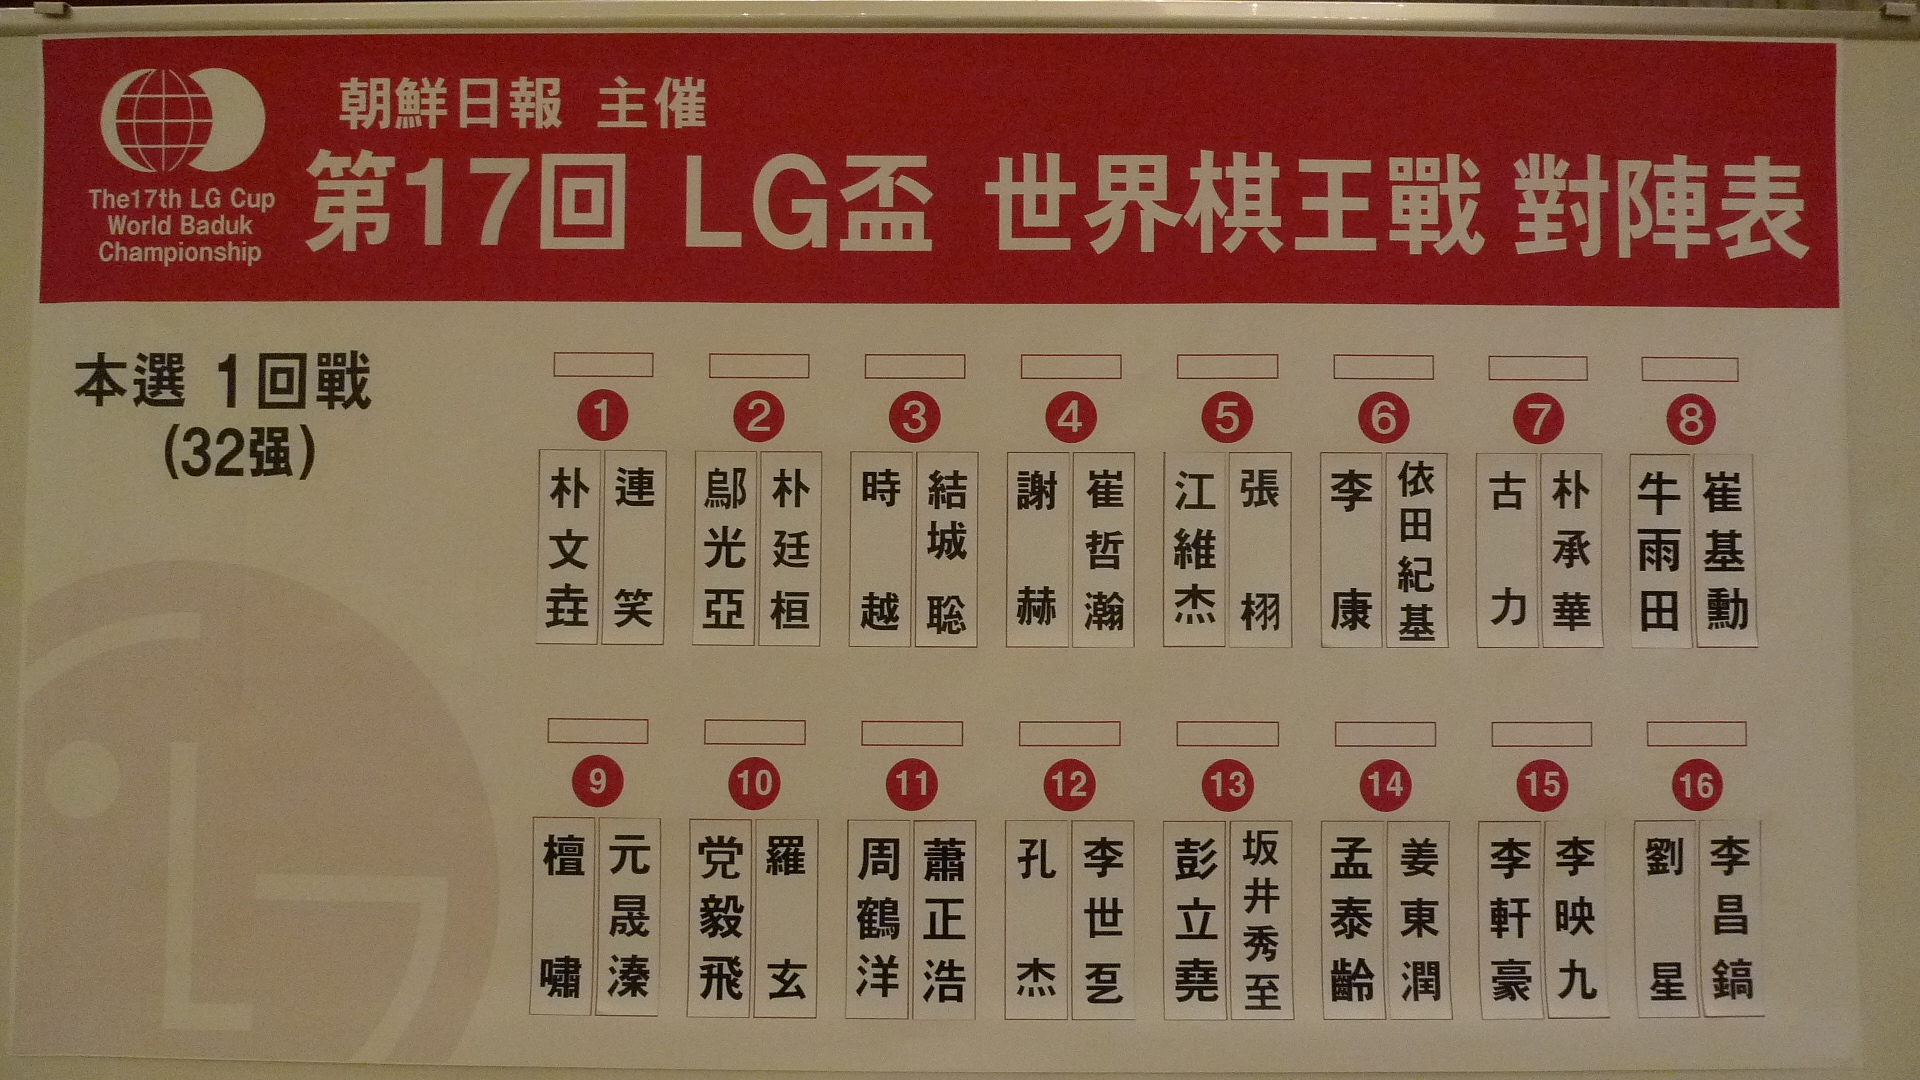 朝鮮日報 主催
第17回 LG盃 世界棋王戰 對陣表
The17th LG Cup
World Baduk
Championship
本選 1回戰
(32强)
1
朴文垚
連笑
2
鄔光亞
朴廷桓
3
時越
結城聡
4
謝赫
崔哲瀚
5
江維杰
張栩
6
李康
依田紀基
7
古力
朴承華
8
牛雨田
崔基勳
9
檀嘯
元晟溱
10
党毅飛
羅玄
11
周鶴洋
蕭正浩
12
孔杰
李世乭
13
彭立堯
坂井秀至
14
孟泰齡
姜東潤
15
李軒豪
李映九
16
劉星
李昌鎬
LG